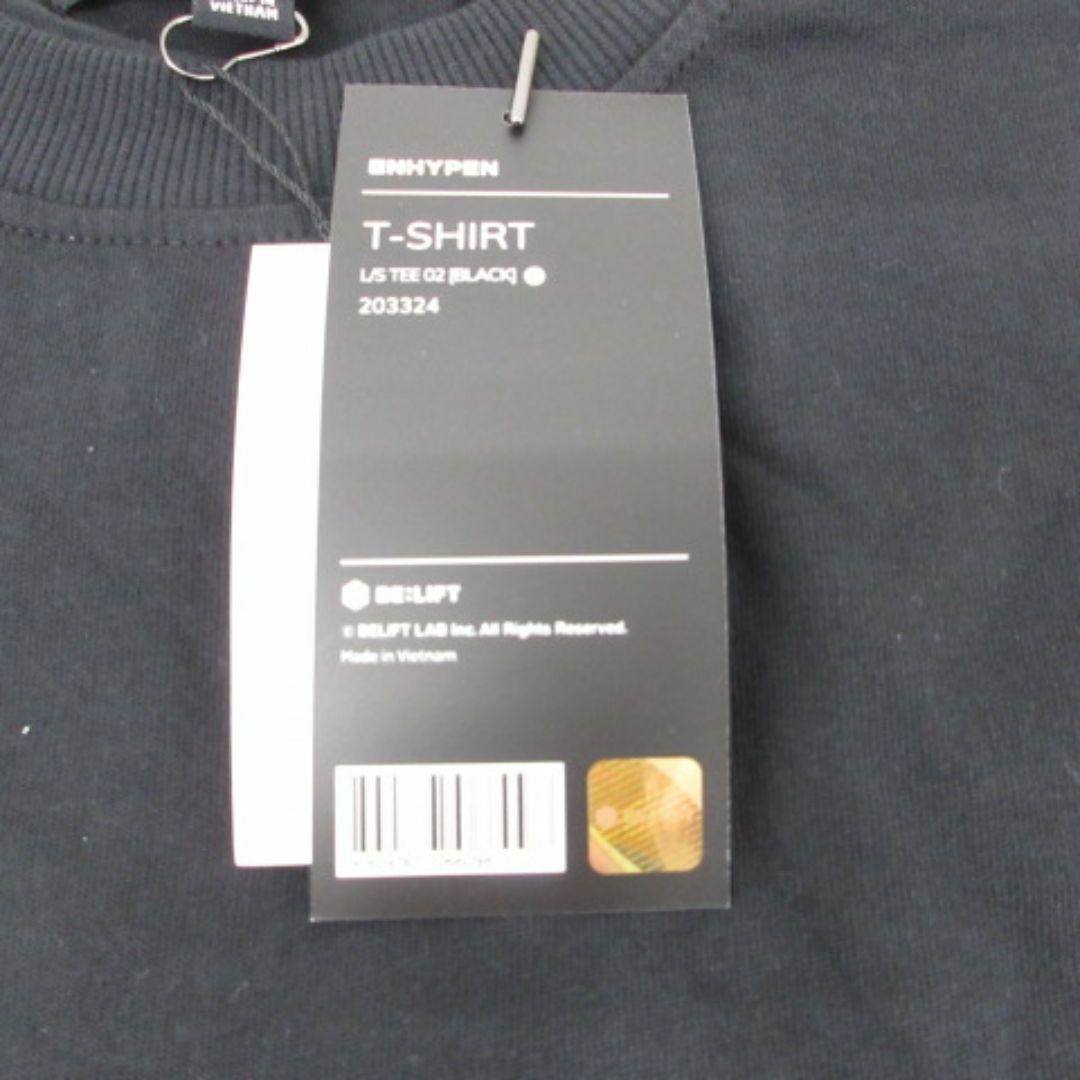 VIETNAM
ENHYPEN
T-SHIRT
L/S TEE 02 [BLACK]
203324
BE:LIFT
© BELIFT LAB Inc. All Rights Reserved.
Made in Vietnam